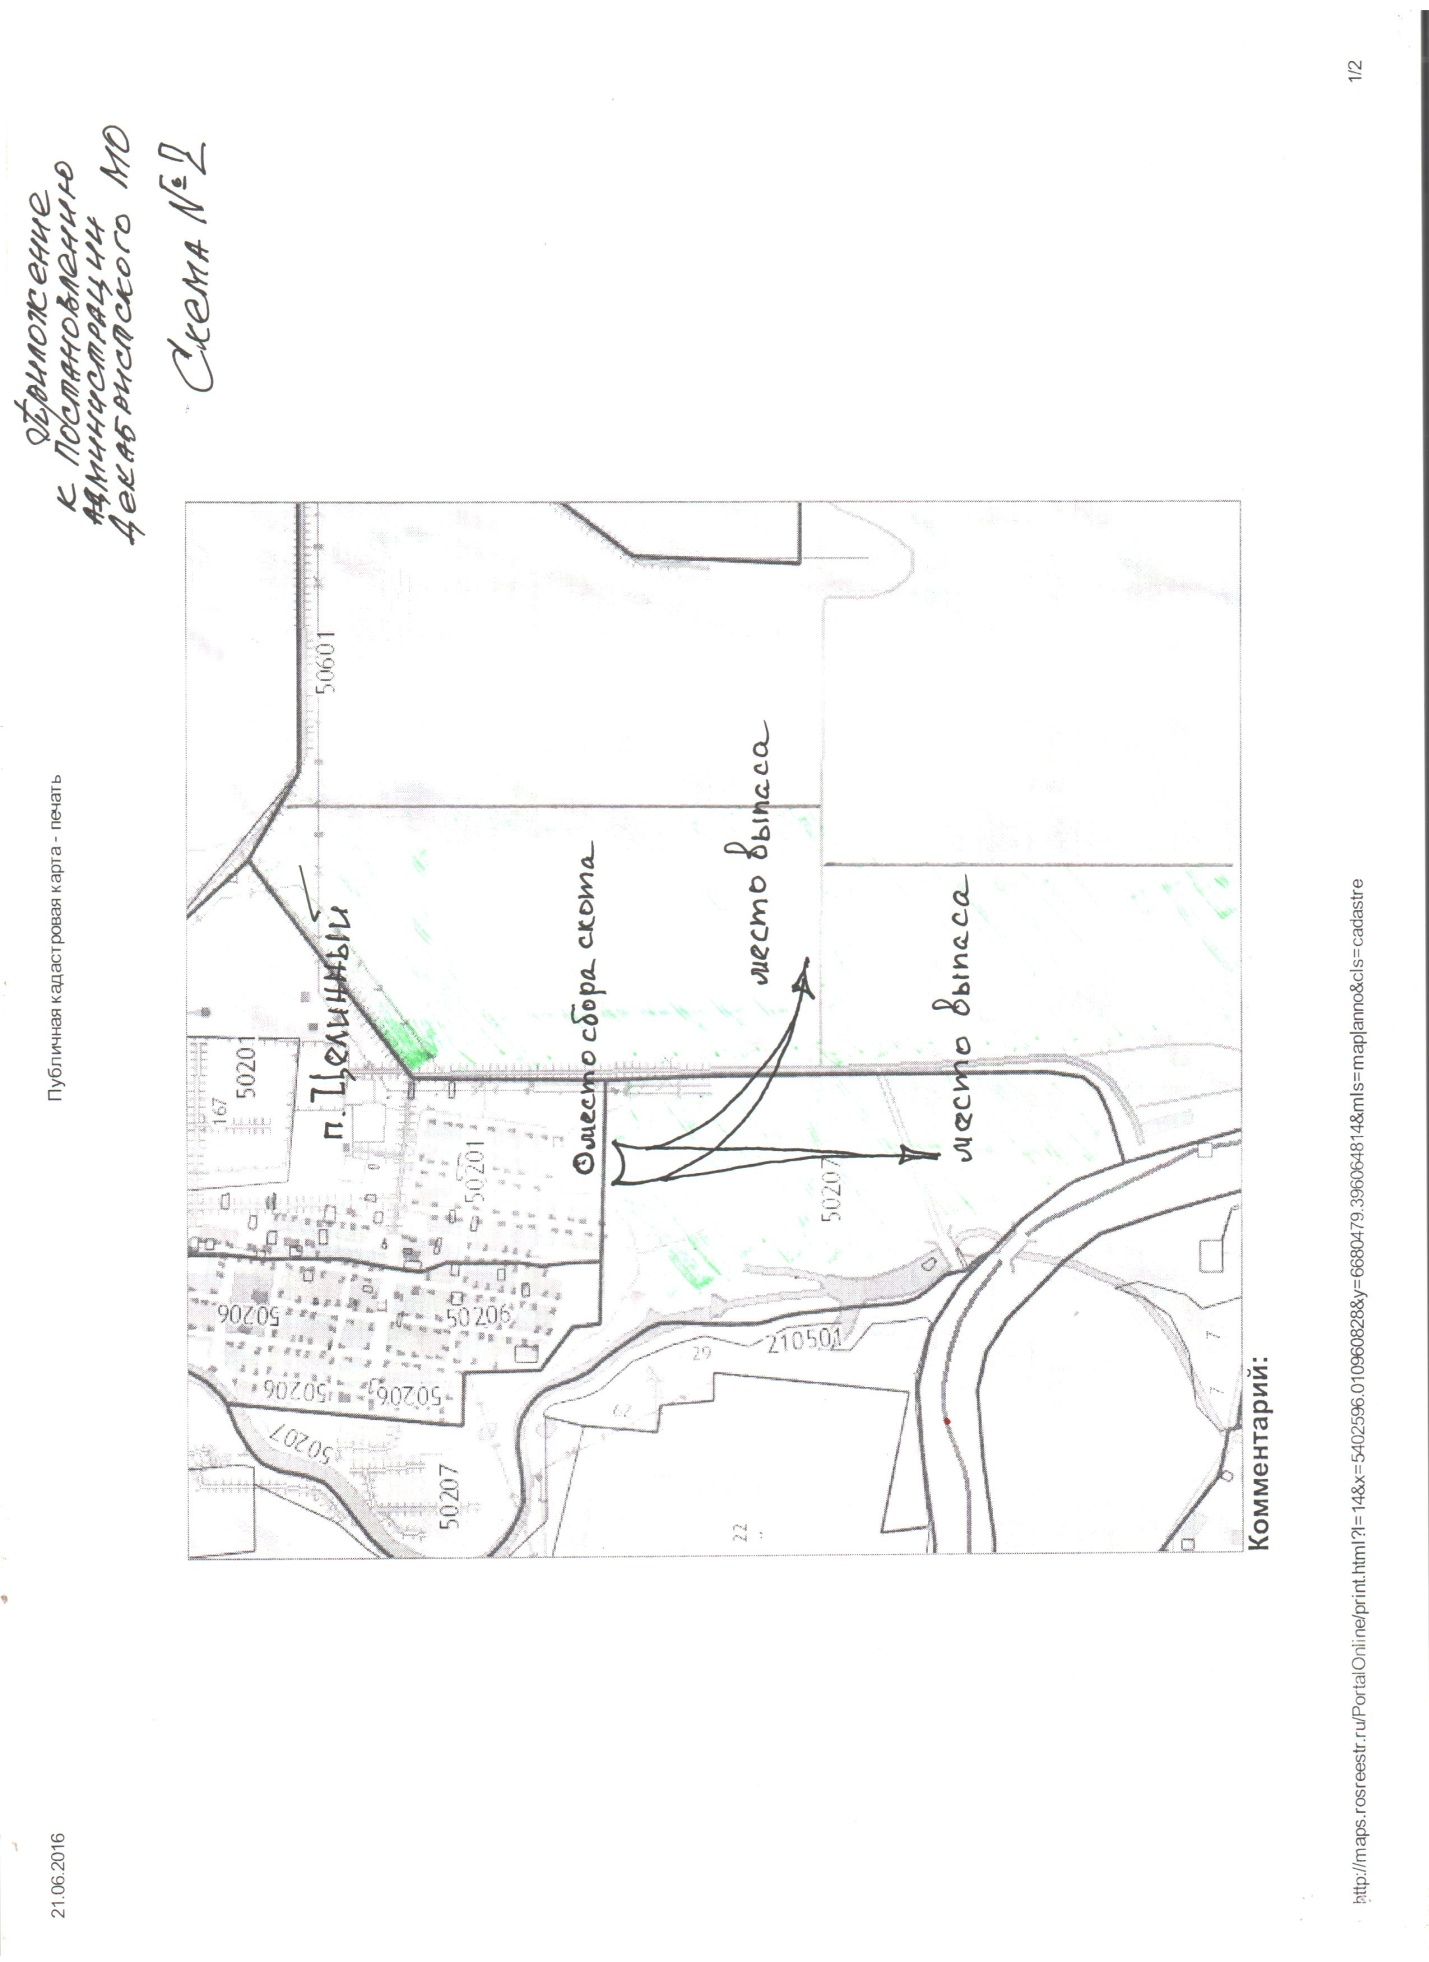 21.06.2016
Публичная кадастровая карта - печать
Приложение
к постановлению
администрации
Декабристского МО
Схема №2
50201
167
п. Целинный
50601
50201
50206
50206
50206
50206
50207
50207
место сбора скота
место выпаса
место выпаса
50207
210501
29
22
7
7
Комментарий:
http://maps.rosreestr.ru/PortalOnline/print.html?l=14&x=5402596.010960828&y=6680479.396064814&mls=map|anno&cls=cadastre
1/2